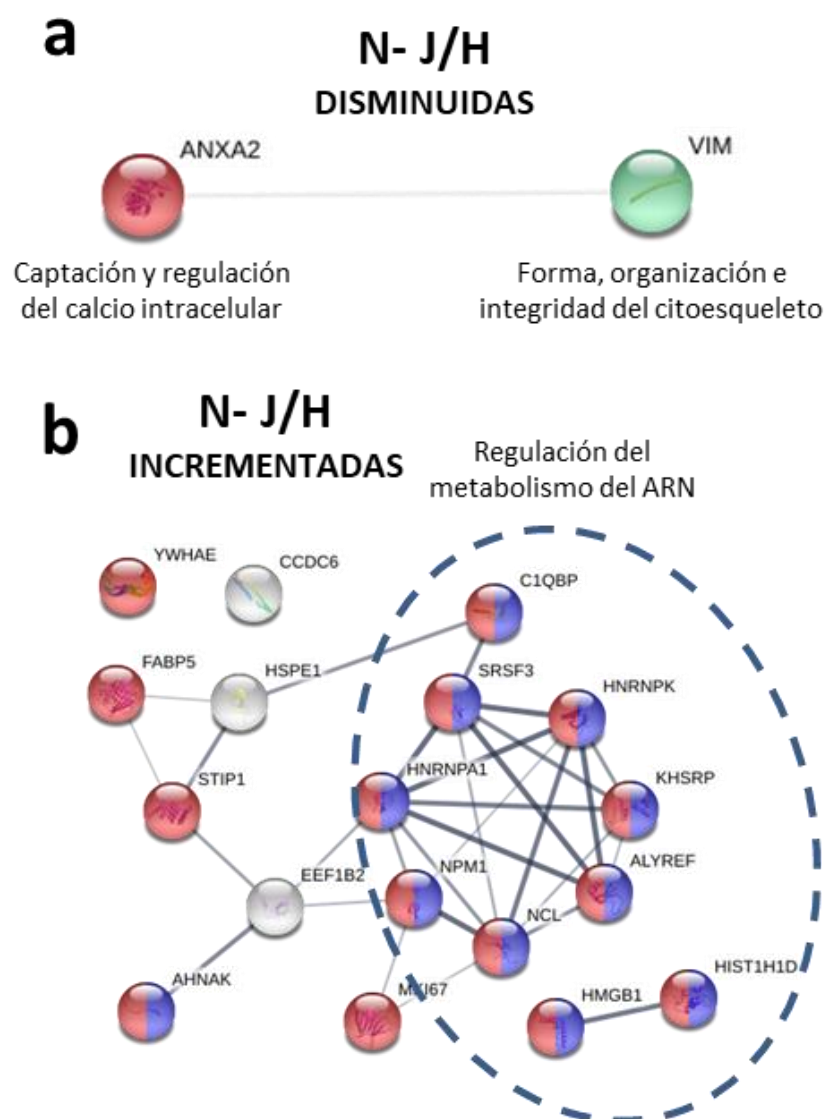 a
N- J/H
DISMINUIDAS
ANXA2
VIM
Captación y regulación
del calcio intracelular
Forma, organización e
integridad del citoesqueleto
b
N- J/H
INCREMENTADAS
Regulación del
metabolismo del ARN
YWHAE
CCDC6
C1QBP
FABP5
HSPE1
SRSF3
HNRNPK
STIP1
HNRNPA1
KHSRP
EEF1B2
NPM1
ALYREF
NCL
AHNAK
MKI67
HMGB1
HIST1H1D